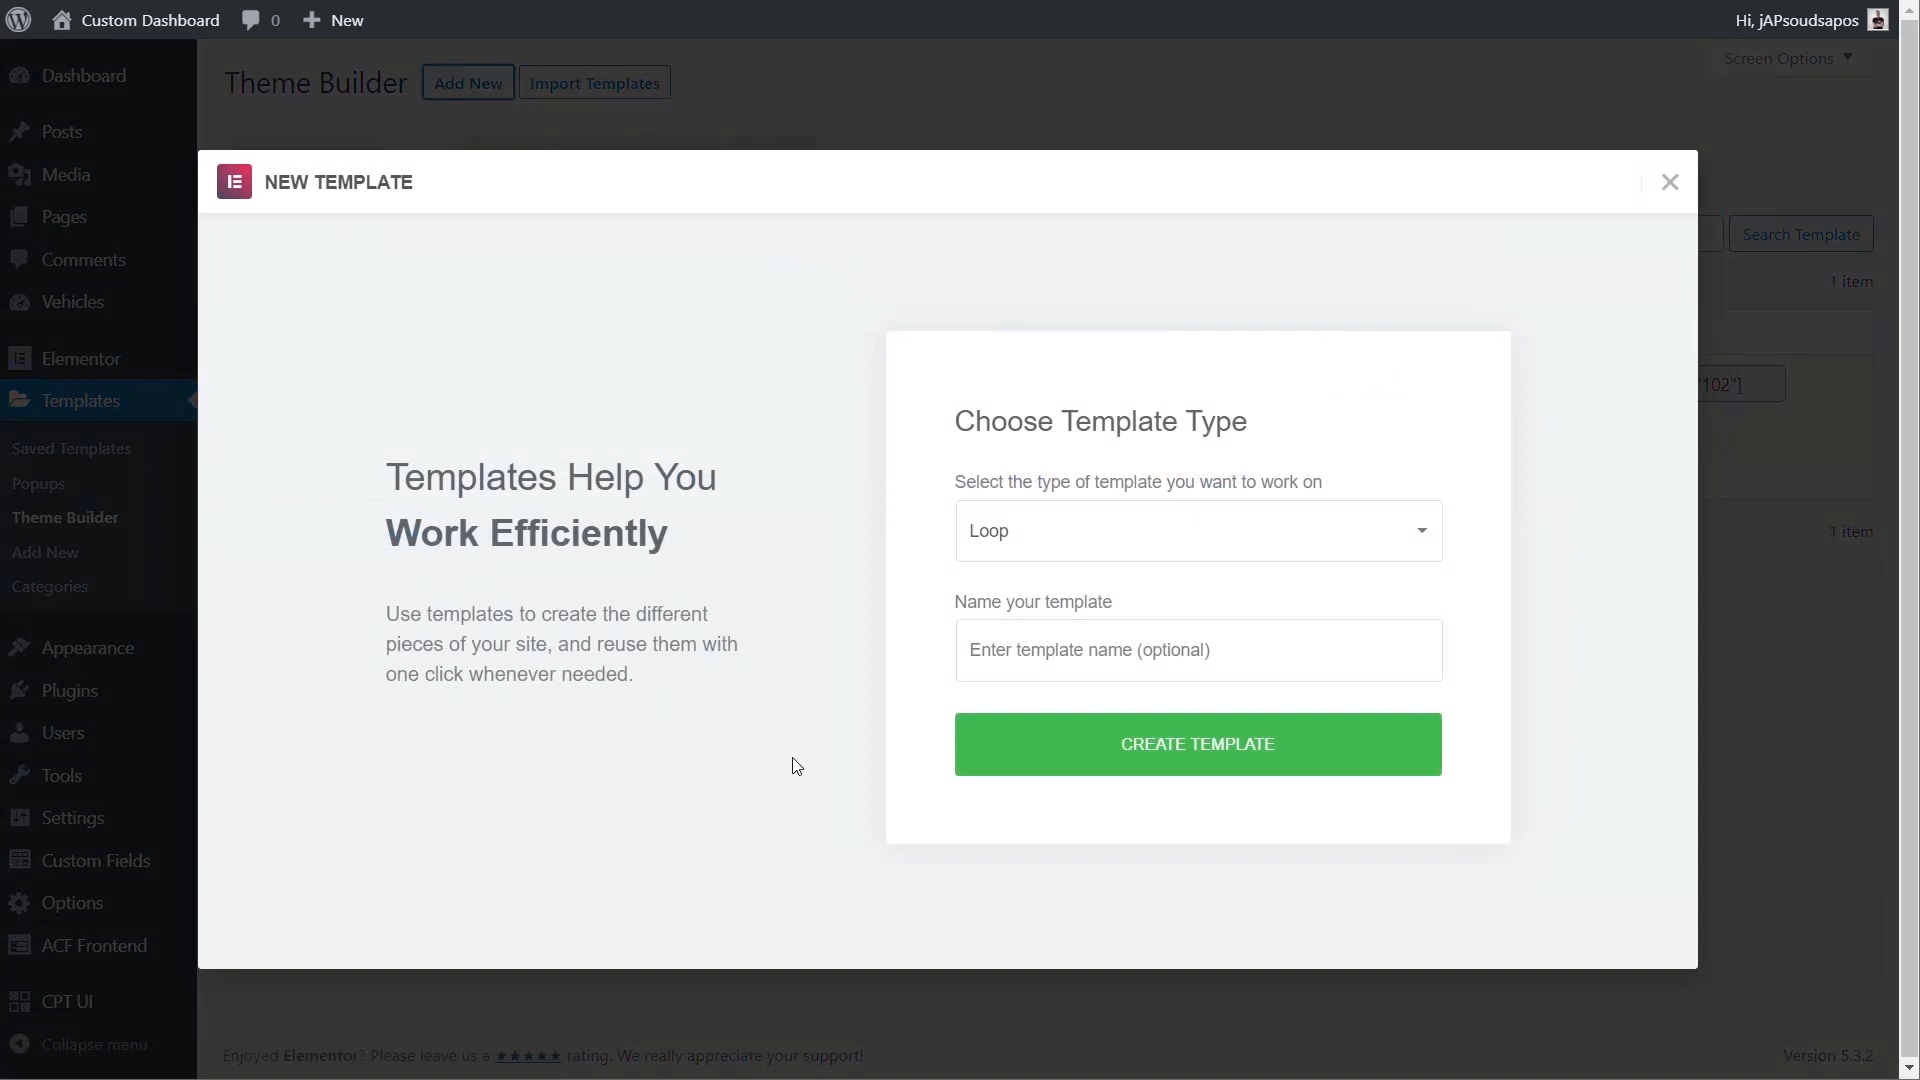 Custom Dashboard
0
New
Hi, jAPsoudsapos
Dashboard
Posts
Media
Pages
Comments
Vehicles
Elementor
Templates
Saved Templates
Popups
Theme Builder
Add New
Categories
Appearance
Plugins
Users
Tools
Settings
Custom Fields
Options
ACF Frontend
CPT UI
Collapse menu
Theme Builder
Add New
Import Templates
Screen Options
Search Template
1 item
"102"]
1 item
NEW TEMPLATE
Templates Help You
Work Efficiently
Use templates to create the different
pieces of your site, and reuse them with
one click whenever needed.
Choose Template Type
Select the type of template you want to work on
Loop
Name your template
Enter template name (optional)
CREATE TEMPLATE
Enjoyed Elementor? Please leave us a ★★★★★ rating. We really appreciate your support!
Version 5.3.2